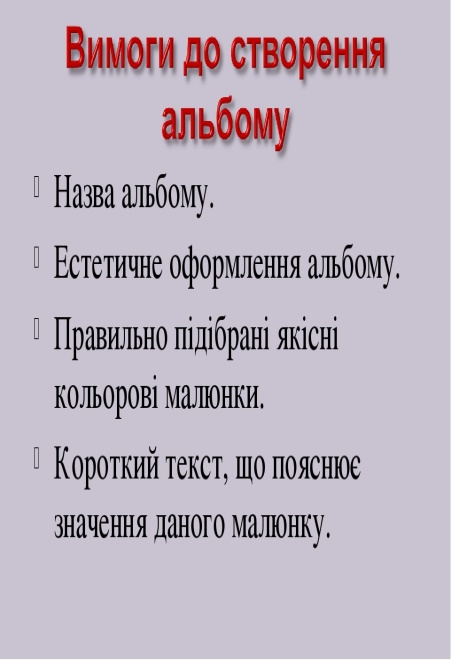 Вимоги до створення
альбому
Назва альбому.
Естетичне оформлення альбому.
Правильно підібрані якісні
кольорові малюнки.
Короткий текст, що пояснює
значення даного малюнку.